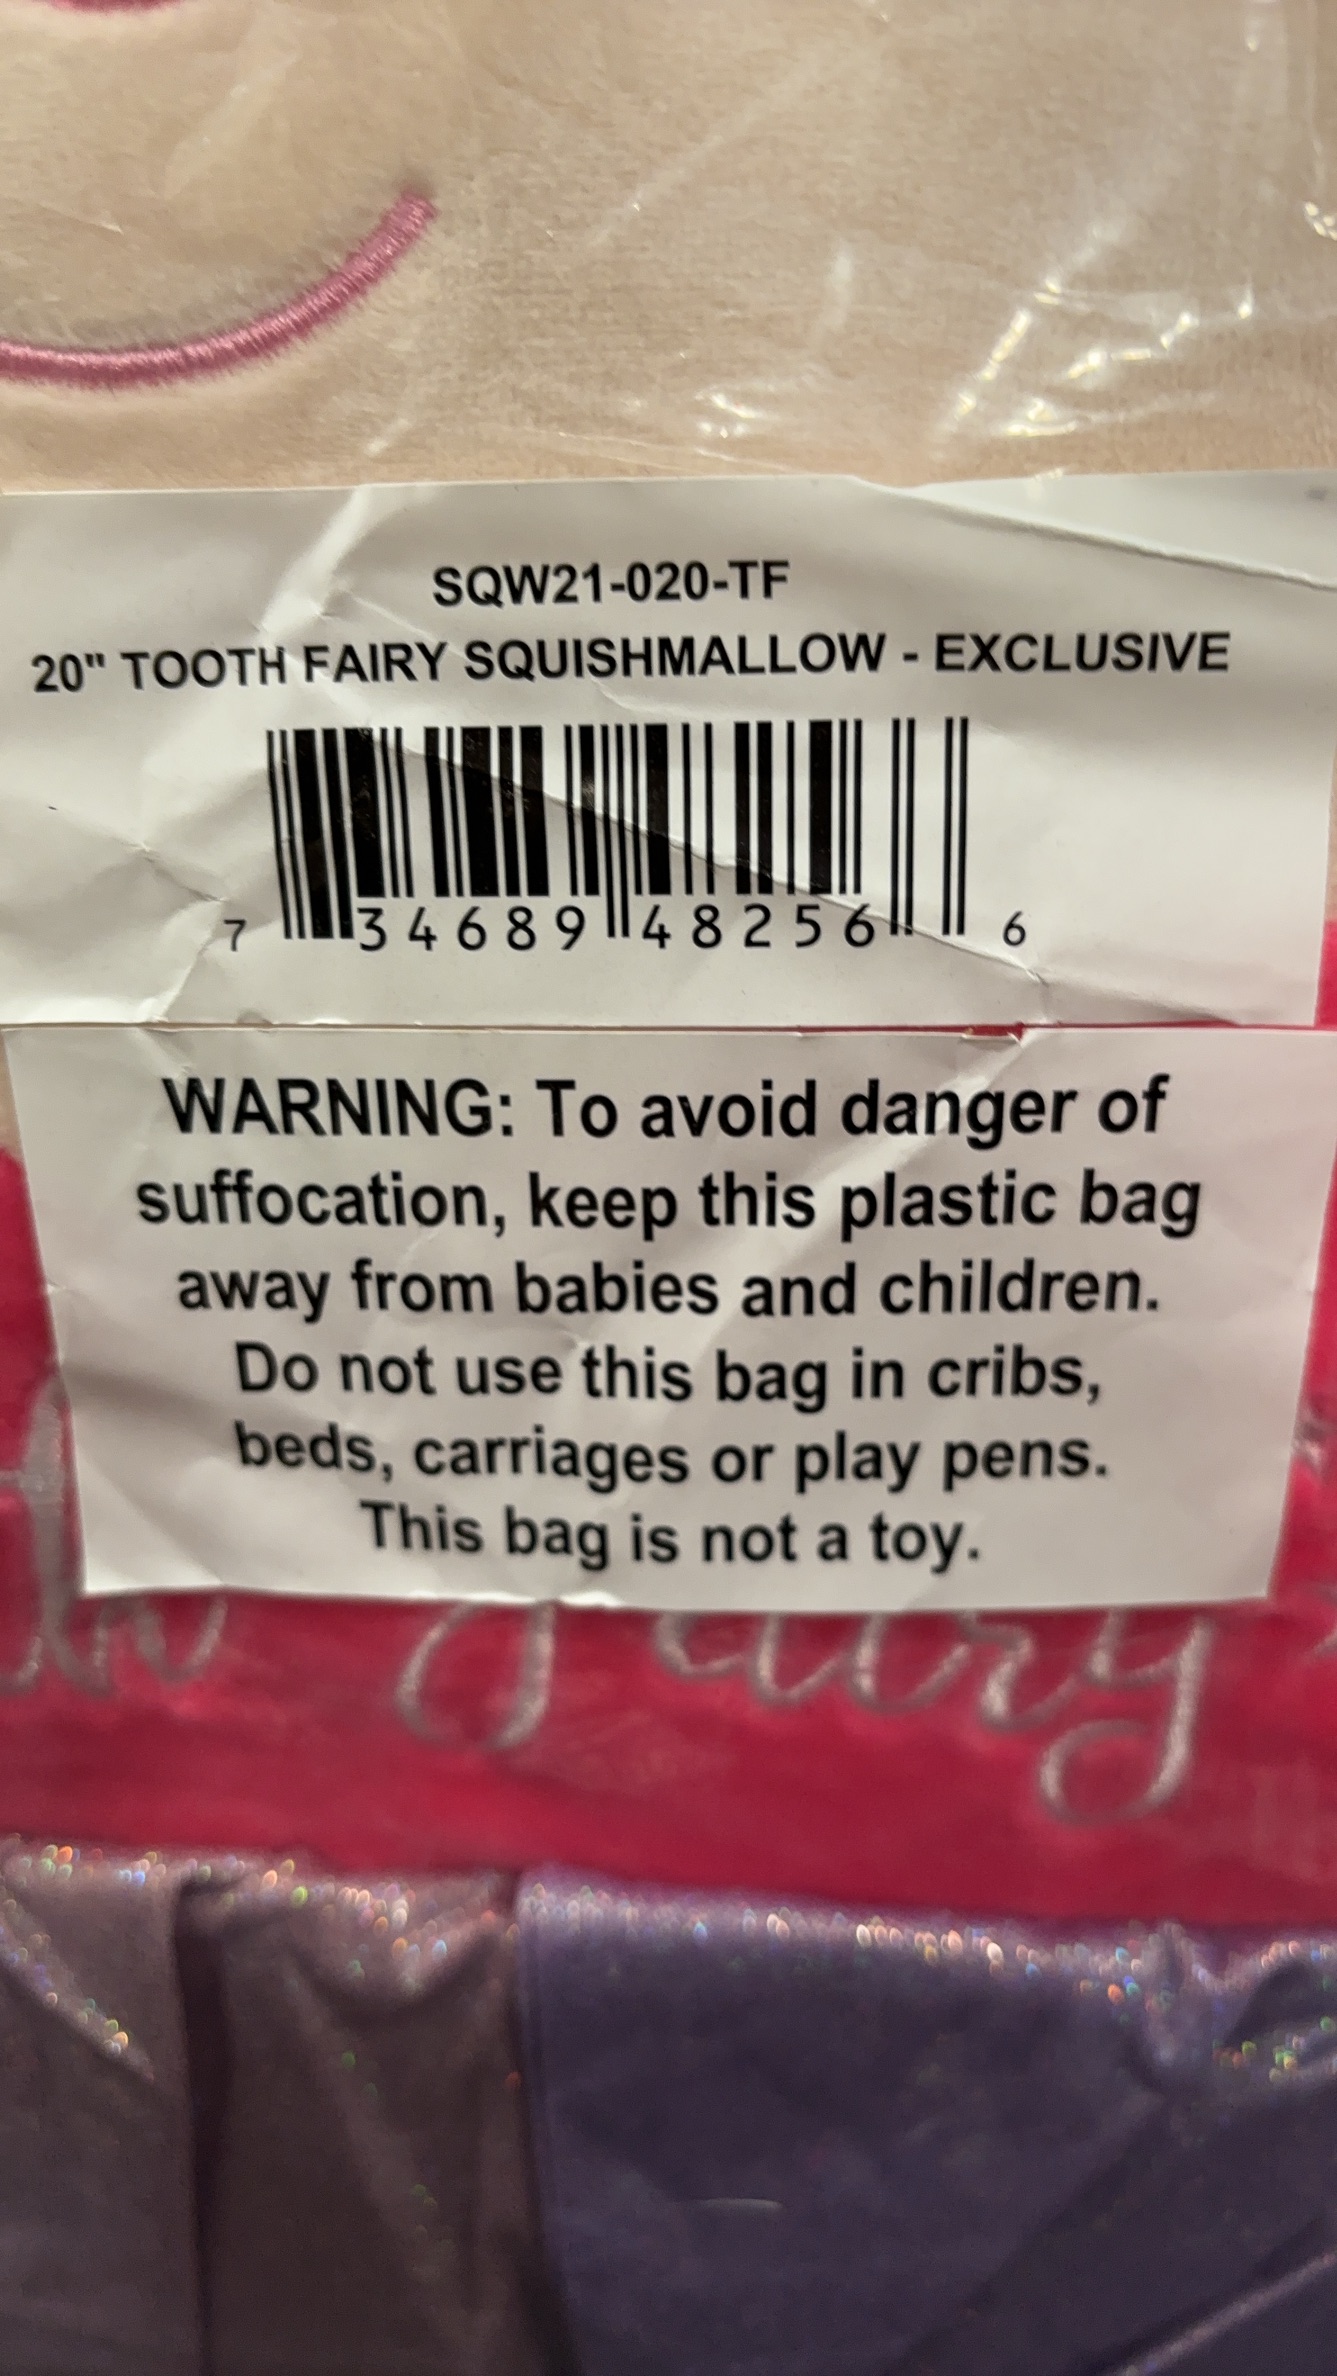 SQW21-020-TF
20" TOOTH FAIRY SQUISHMALLOW - EXCLUSIVE
7 34689 48256 6
WARNING: To avoid danger of
suffocation, keep this plastic bag
away from babies and children.
Do not use this bag in cribs,
beds, carriages or play pens.
This bag is not a toy.
Fairy